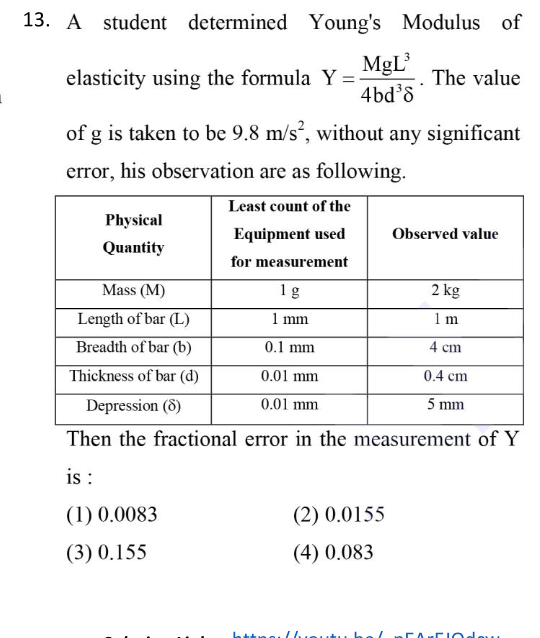 13. A student determined Young's Modulus of
elasticity using the formula Y = MgL³/4bd³δ. The value
of g is taken to be 9.8 m/s², without any significant
error, his observation are as following.
Physical Quantity | Least count of the Equipment used for measurement | Observed value
Mass (M) | 1 g | 2 kg
Length of bar (L) | 1 mm | 1 m
Breadth of bar (b) | 0.1 mm | 4 cm
Thickness of bar (d) | 0.01 mm | 0.4 cm
Depression (δ) | 0.01 mm | 5 mm
Then the fractional error in the measurement of Y
is :
(1) 0.0083 (2) 0.0155
(3) 0.155 (4) 0.083